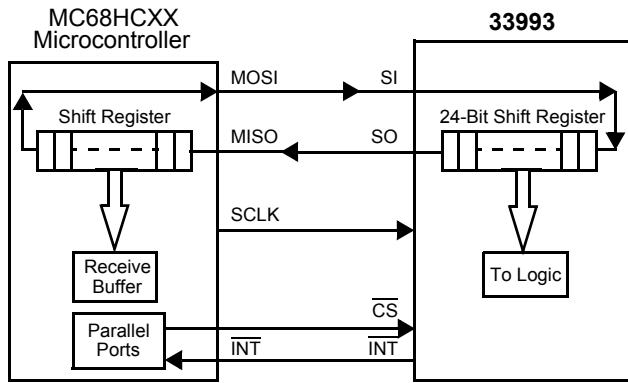 MC68HCXX
Microcontroller
33993
MOSI
SI
Shift Register
24-Bit Shift Register
MISO
SO
SCLK
Receive
Buffer
To Logic
Parallel
Ports
CS
INT
INT